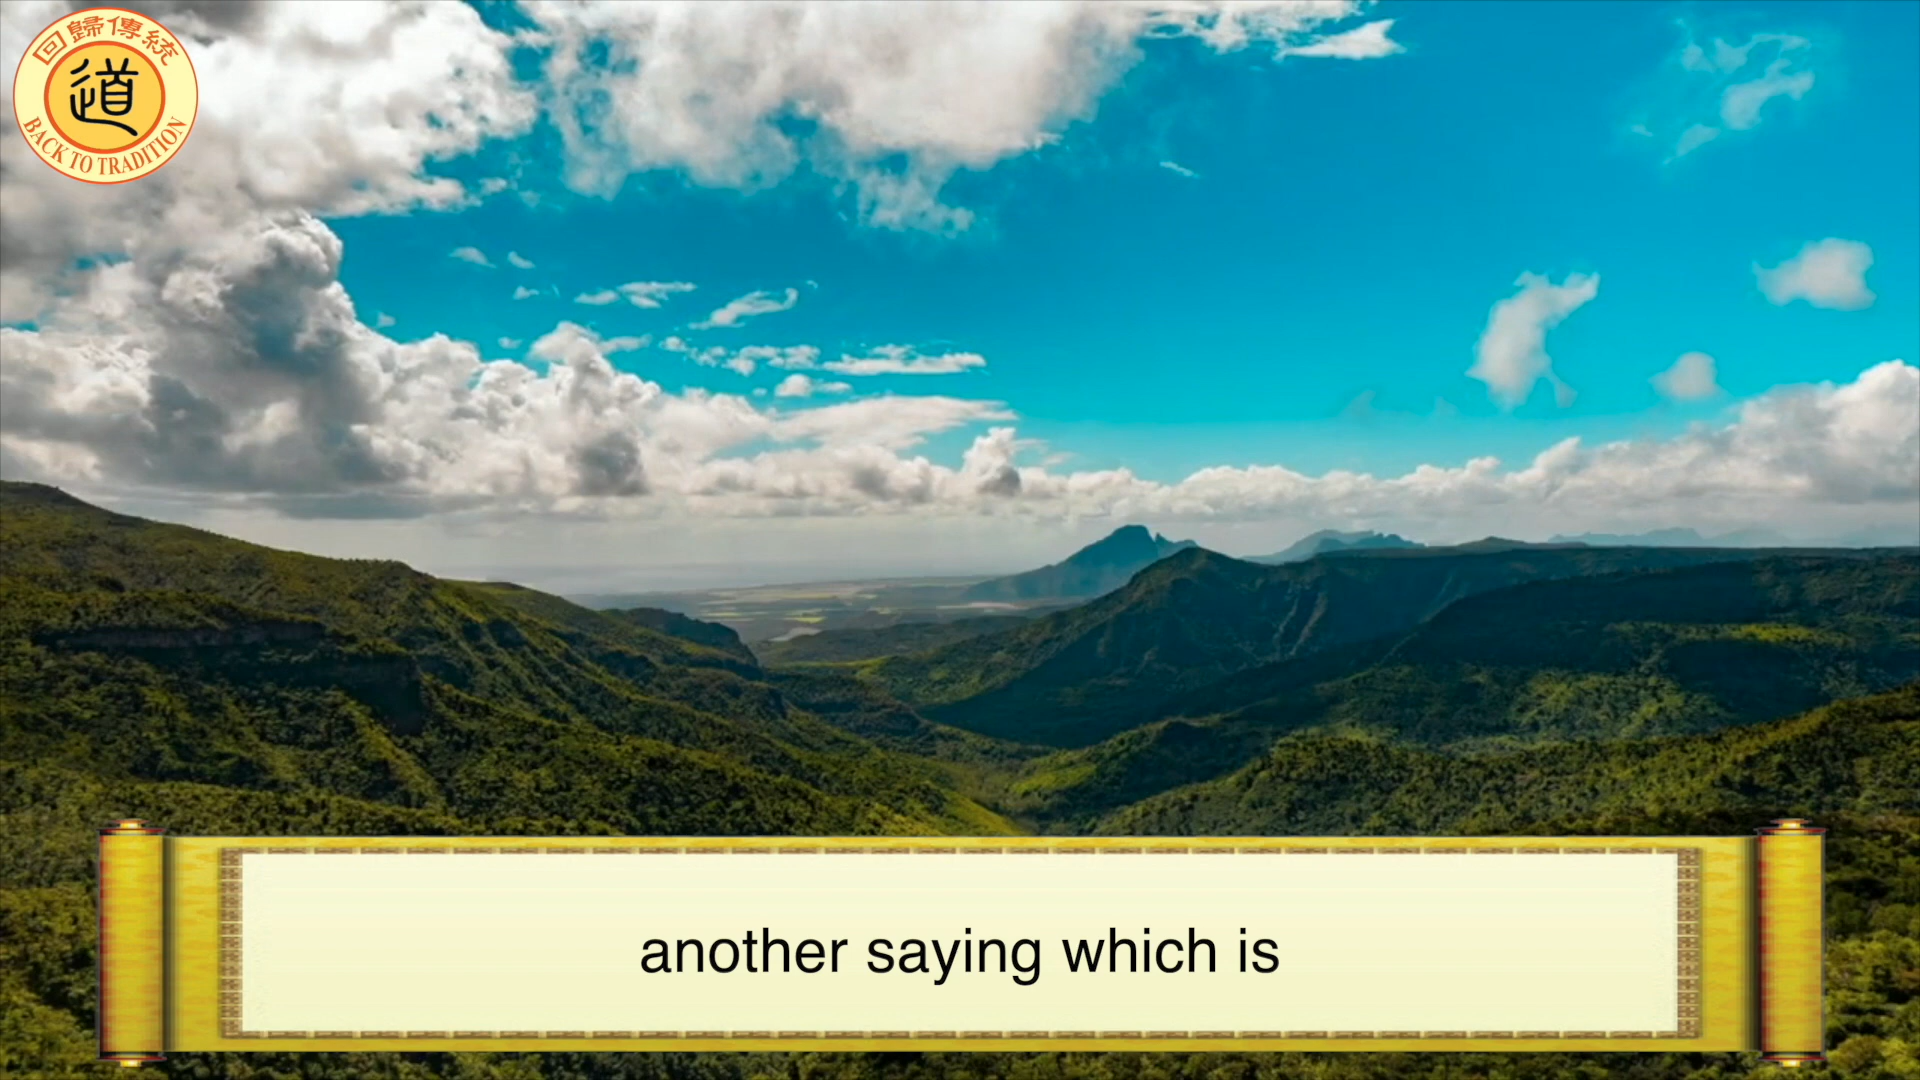 回歸傳統
道
BACK TO TRADITION
another saying which is